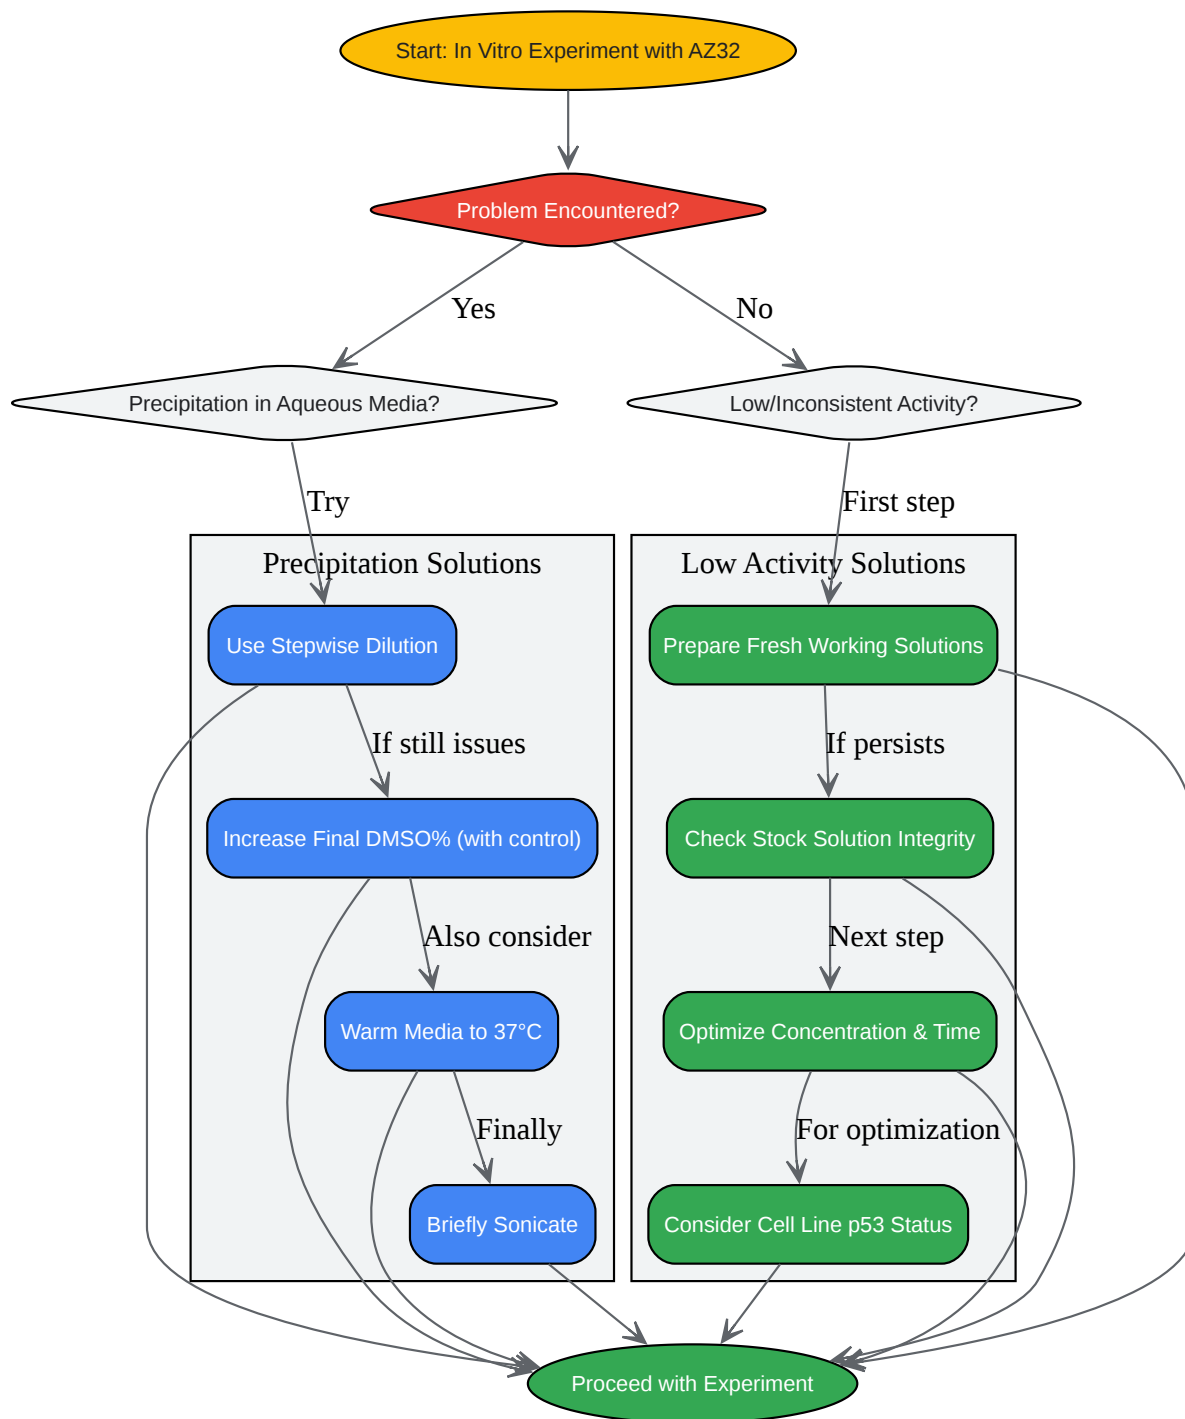 Start: In Vitro Experiment with AZ32
Problem Encountered?
Yes
No
Precipitation in Aqueous Media?
Low/Inconsistent Activity?
Try
First step
Precipitation Solutions
Low Activity Solutions
Use Stepwise Dilution
Prepare Fresh Working Solutions
If still issues
If persists
Increase Final DMSO% (with control)
Check Stock Solution Integrity
Also consider
Next step
Warm Media to 37°C
Optimize Concentration & Time
Finally
For optimization
Briefly Sonicate
Consider Cell Line p53 Status
Proceed with Experiment